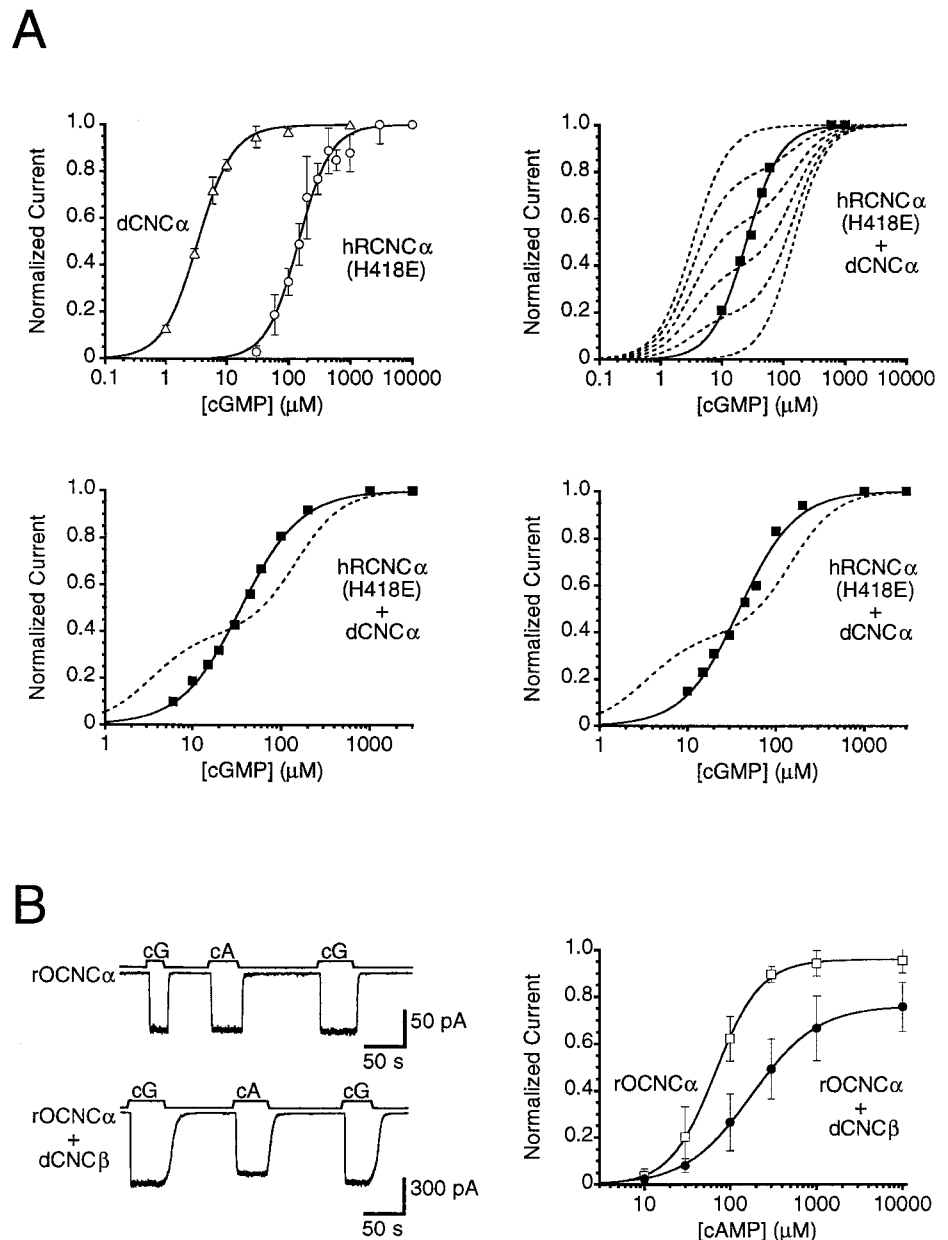 A
Normalized Current
1.0
0.8
0.6
0.4
0.2
0
dCNCα
hRCNCα
(H418E)
0.1 1 10 100 1000 10000
[cGMP] (μM)
Normalized Current
1.0
0.8
0.6
0.4
0.2
0
hRCNCα
(H418E)
+
dCNCα
0.1 1 10 100 1000 10000
[cGMP] (μM)
Normalized Current
1.0
0.8
0.6
0.4
0.2
0
hRCNCα
(H418E)
+
dCNCα
1 10 100 1000
[cGMP] (μM)
Normalized Current
1.0
0.8
0.6
0.4
0.2
0
hRCNCα
(H418E)
+
dCNCα
1 10 100 1000
[cGMP] (μM)
B
cG cA cG
rOCNCα
50 pA
50 s
cG cA cG
rOCNCα
+
dCNCβ
300 pA
50 s
Normalized Current
1.0
0.8
0.6
0.4
0.2
0
rOCNCα
rOCNCα
+
dCNCβ
10 100 1000 10000
[cAMP] (μM)